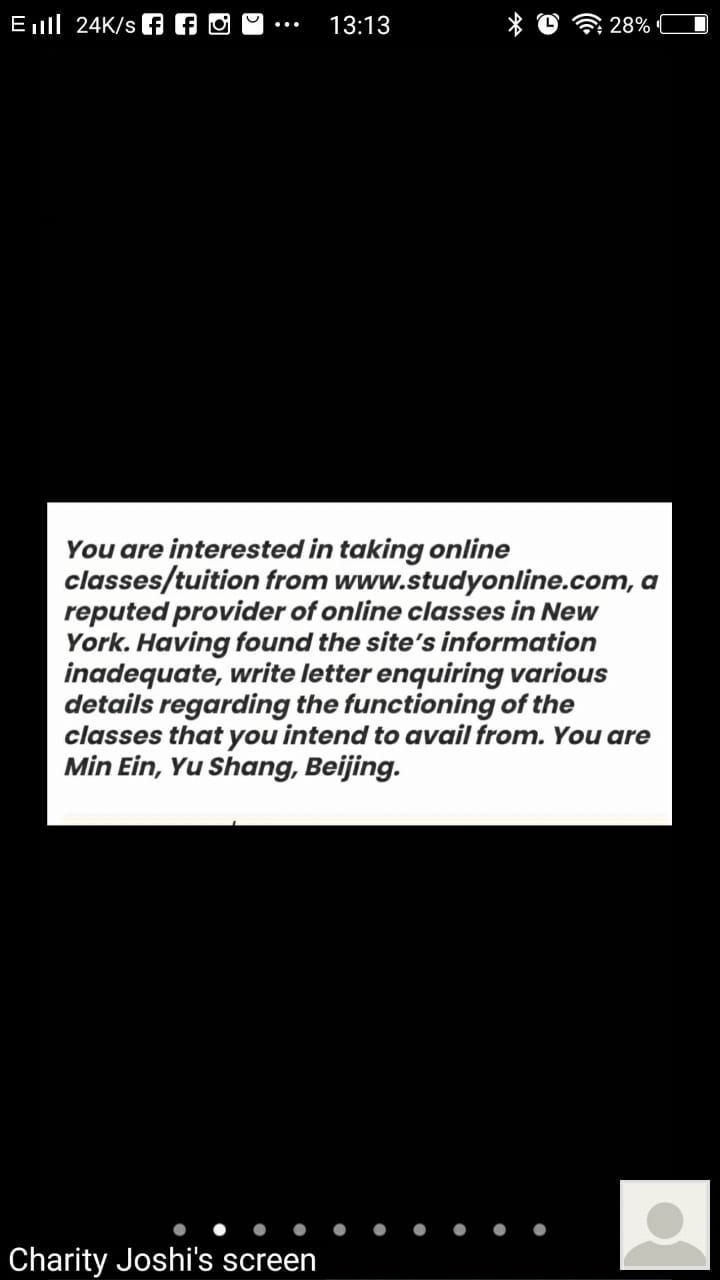 E 24K/s ... 13:13 28%
You are interested in taking online
classes/tuition from www.studyonline.com, a
reputed provider of online classes in New
York. Having found the site's information
inadequate, write letter enquiring various
details regarding the functioning of the
classes that you intend to avail from. You are
Min Ein, Yu Shang, Beijing.
Charity Joshi's screen